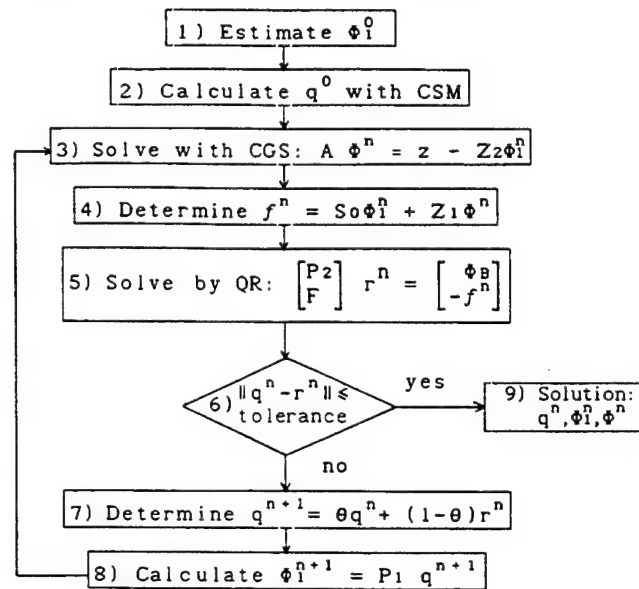 1) Estimate Φ₁⁰
2) Calculate q⁰ with CSM
3) Solve with CGS: A Φⁿ = z - Z₂Φ₁ⁿ
4) Determine fⁿ = S₀Φ₁ⁿ + Z₁Φⁿ
5) Solve by QR: [P₂ F] rⁿ = [Φ_B -fⁿ]
6) ‖qⁿ-rⁿ‖ ≤
tolerance
yes
9) Solution:
qⁿ,Φ₁ⁿ,Φⁿ
no
7) Determine qⁿ⁺¹= θqⁿ+ (1-θ)rⁿ
8) Calculate Φ₁ⁿ⁺¹ = P₁ qⁿ⁺¹